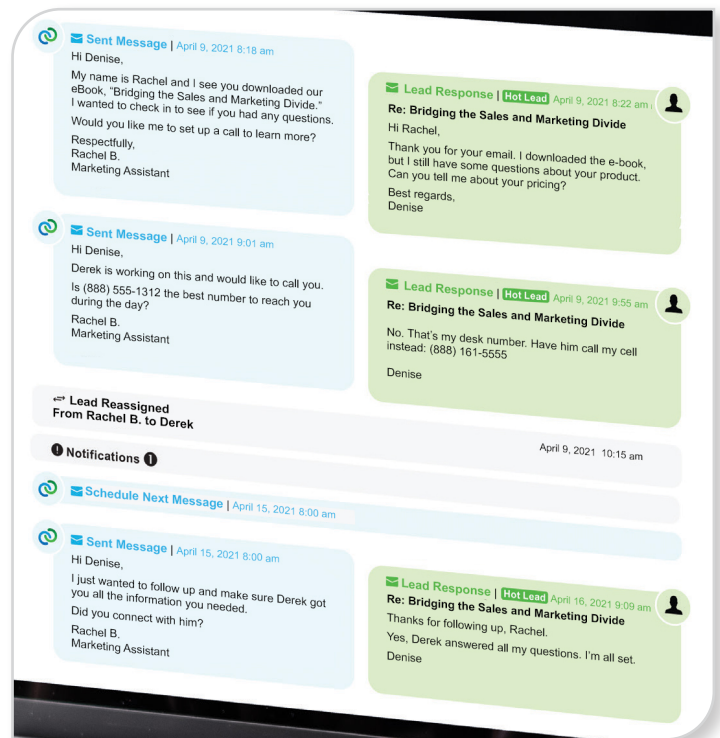 Sent Message | April 9, 2021 8:18 am
Hi Denise,
My name is Rachel and I see you downloaded our
eBook, "Bridging the Sales and Marketing Divide."
I wanted to check in to see if you had any questions.
Would you like me to set up a call to learn more?
Respectfully,
Rachel B.
Marketing Assistant
Lead Response | Hot Lead April 9, 2021 8:22 am
Re: Bridging the Sales and Marketing Divide
Hi Rachel,
Thank you for your email. I downloaded the e-book,
but I still have some questions about your product.
Can you tell me about your pricing?
Best regards,
Denise
Sent Message | April 9, 2021 9:01 am
Hi Denise,
Derek is working on this and would like to call you.
Is (888) 555-1312 the best number to reach you
during the day?
Rachel B.
Marketing Assistant
Lead Response | Hot Lead April 9, 2021 9:55 am
Re: Bridging the Sales and Marketing Divide
No. That's my desk number. Have him call my cell
instead: (888) 161-5555
Denise
Lead Reassigned
From Rachel B. to Derek
April 9, 2021 10:15 am
Notifications 1
Schedule Next Message | April 15, 2021 8:00 am
Sent Message | April 15, 2021 8:00 am
Hi Denise,
I just wanted to follow up and make sure Derek got
you all the information you needed.
Did you connect with him?
Rachel B.
Marketing Assistant
Lead Response | Hot Lead April 16, 2021 9:09 am
Re: Bridging the Sales and Marketing Divide
Thanks for following up, Rachel.
Yes, Derek answered all my questions. I'm all set.
Denise